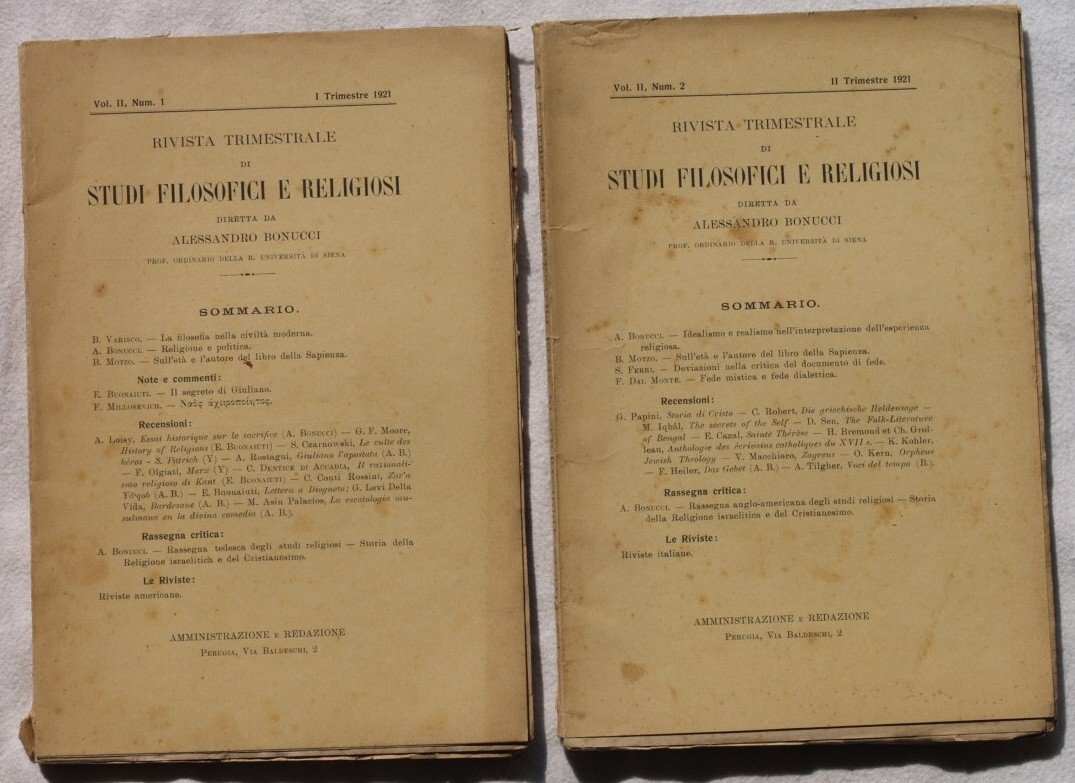 Vol. II, Num. 1 I Trimestre 1921
RIVISTA TRIMESTRALE
DI
STUDI FILOSOFICI E RELIGIOSI
DIRETTA DA
ALESSANDRO BONUCCI
PROF. ORDINARIO DELLA R. UNIVERSITÀ DI SIENA
SOMMARIO.
B. VARISCO. — La filosofia nella civiltà moderna.
A. BONUCCI. — Religione e politica.
B. MOTZO. — Sull'età e l'autore del libro della Sapienza.
Note e commenti:
E. BUONAIUTI. — Il segreto di Giuliano.
F. MILLOSEVICH. — Ναὸς ἀχειροποίητος.
Recensioni:
A. Loisy, Essai historique sur le sacrifice (A. BONUCCI) — G. F. Moore,
History of Religions (E. BUONAIUTI) — S. Czarnovski, Le culte des
héros - S. Patrich (Y) — A. Rostagni, Giuliano l'apostata (A. B.)
— F. Olgiati, Marx (Y) — C. DENTICE DI ACCADIA, Il razionali-
smo religioso di Kant (E. BUONAIUTI) — C. Conti Rossini, Zar'a
Yâ'qob (A. B.) — E. Buonaiuti, Lettera a Diogneto; G. Levi Della
Vida, Bardesane (A. B.) — M. Asin Palacios, La escatologia mu-
sulmana en la divina comedia (A. B.).
Rassegna critica:
A. BONUCCI. — Rassegna tedesca degli studi religiosi — Storia della
Religione israelitica e del Cristianesimo.
Le Riviste:
Riviste americane.
AMMINISTRAZIONE E REDAZIONE
PERUGIA, VIA BALDESCHI, 2
Vol. II, Num. 2 II Trimestre 1921
RIVISTA TRIMESTRALE
DI
STUDI FILOSOFICI E RELIGIOSI
DIRETTA DA
ALESSANDRO BONUCCI
PROF. ORDINARIO DELLA R. UNIVERSITÀ DI SIENA
SOMMARIO.
A. BONUCCI. — Idealismo e realismo nell'interpretazione dell'esperienza
religiosa.
B. MOTZO. — Sull'età e l'autore del libro della Sapienza.
S. FERRI. — Deviazioni nella critica del documento di fede.
F. DAL MONTE. — Fede mistica e fede dialettica.
Recensioni:
G. Papini, Storia di Cristo — C. Robert, Die griechische Heldensage —
M. Iqbál, The secrets of the Self — D. Sen, The Folk-Literature
of Bengal — E. Cazal, Sainte Thérèse — H. Bremond et Ch. Grol-
leau, Anthologie des écrivains catholiques du XVII s. — K. Kohler,
Jewish Theology — V. Macchioro, Zagreus — O. Kern, Orpheus
— F. Heiler, Das Gebet (A. B.) — A. Tilgher, Voci del tempo (B.).
Rassegna critica:
A. BONUCCI. — Rassegna anglo-americana degli studi religiosi — Storia
della Religione israelitica e del Cristianesimo.
Le Riviste:
Riviste italiane.
AMMINISTRAZIONE E REDAZIONE
PERUGIA, VIA BALDESCHI, 2